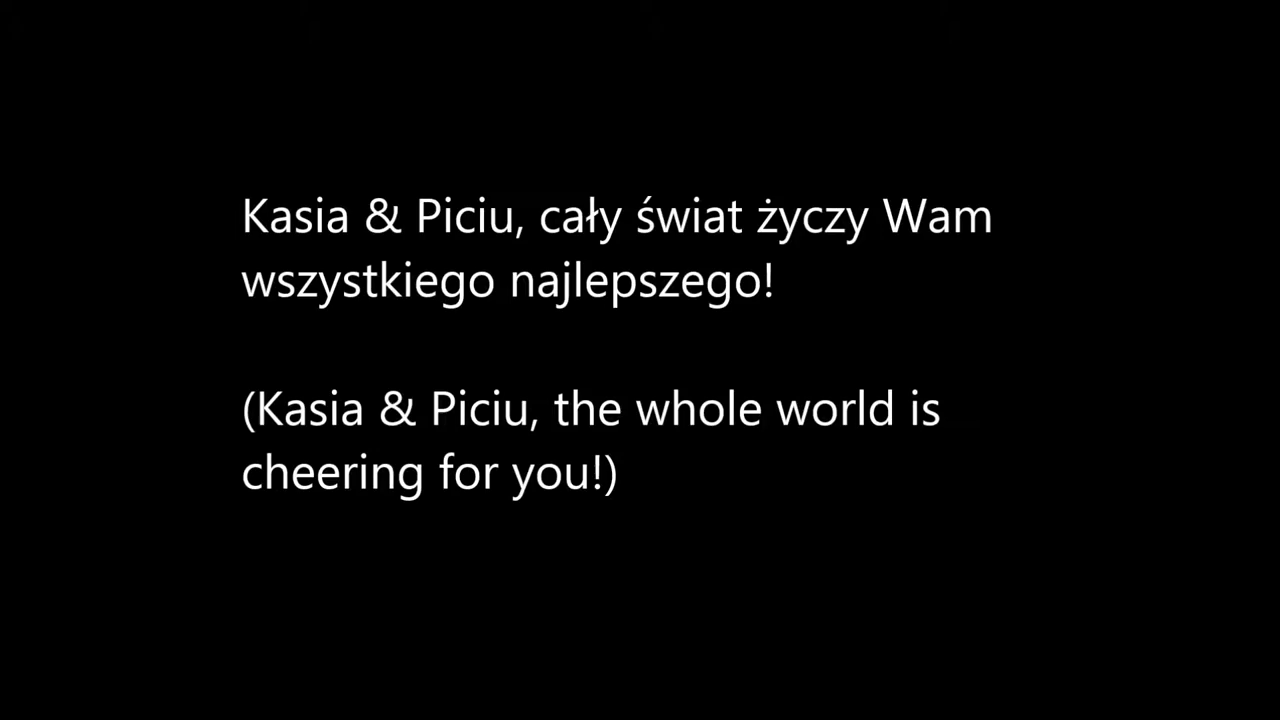 Kasia & Piciu, cały świat życzy Wam
wszystkiego najlepszego!
(Kasia & Piciu, the whole world is
cheering for you!)